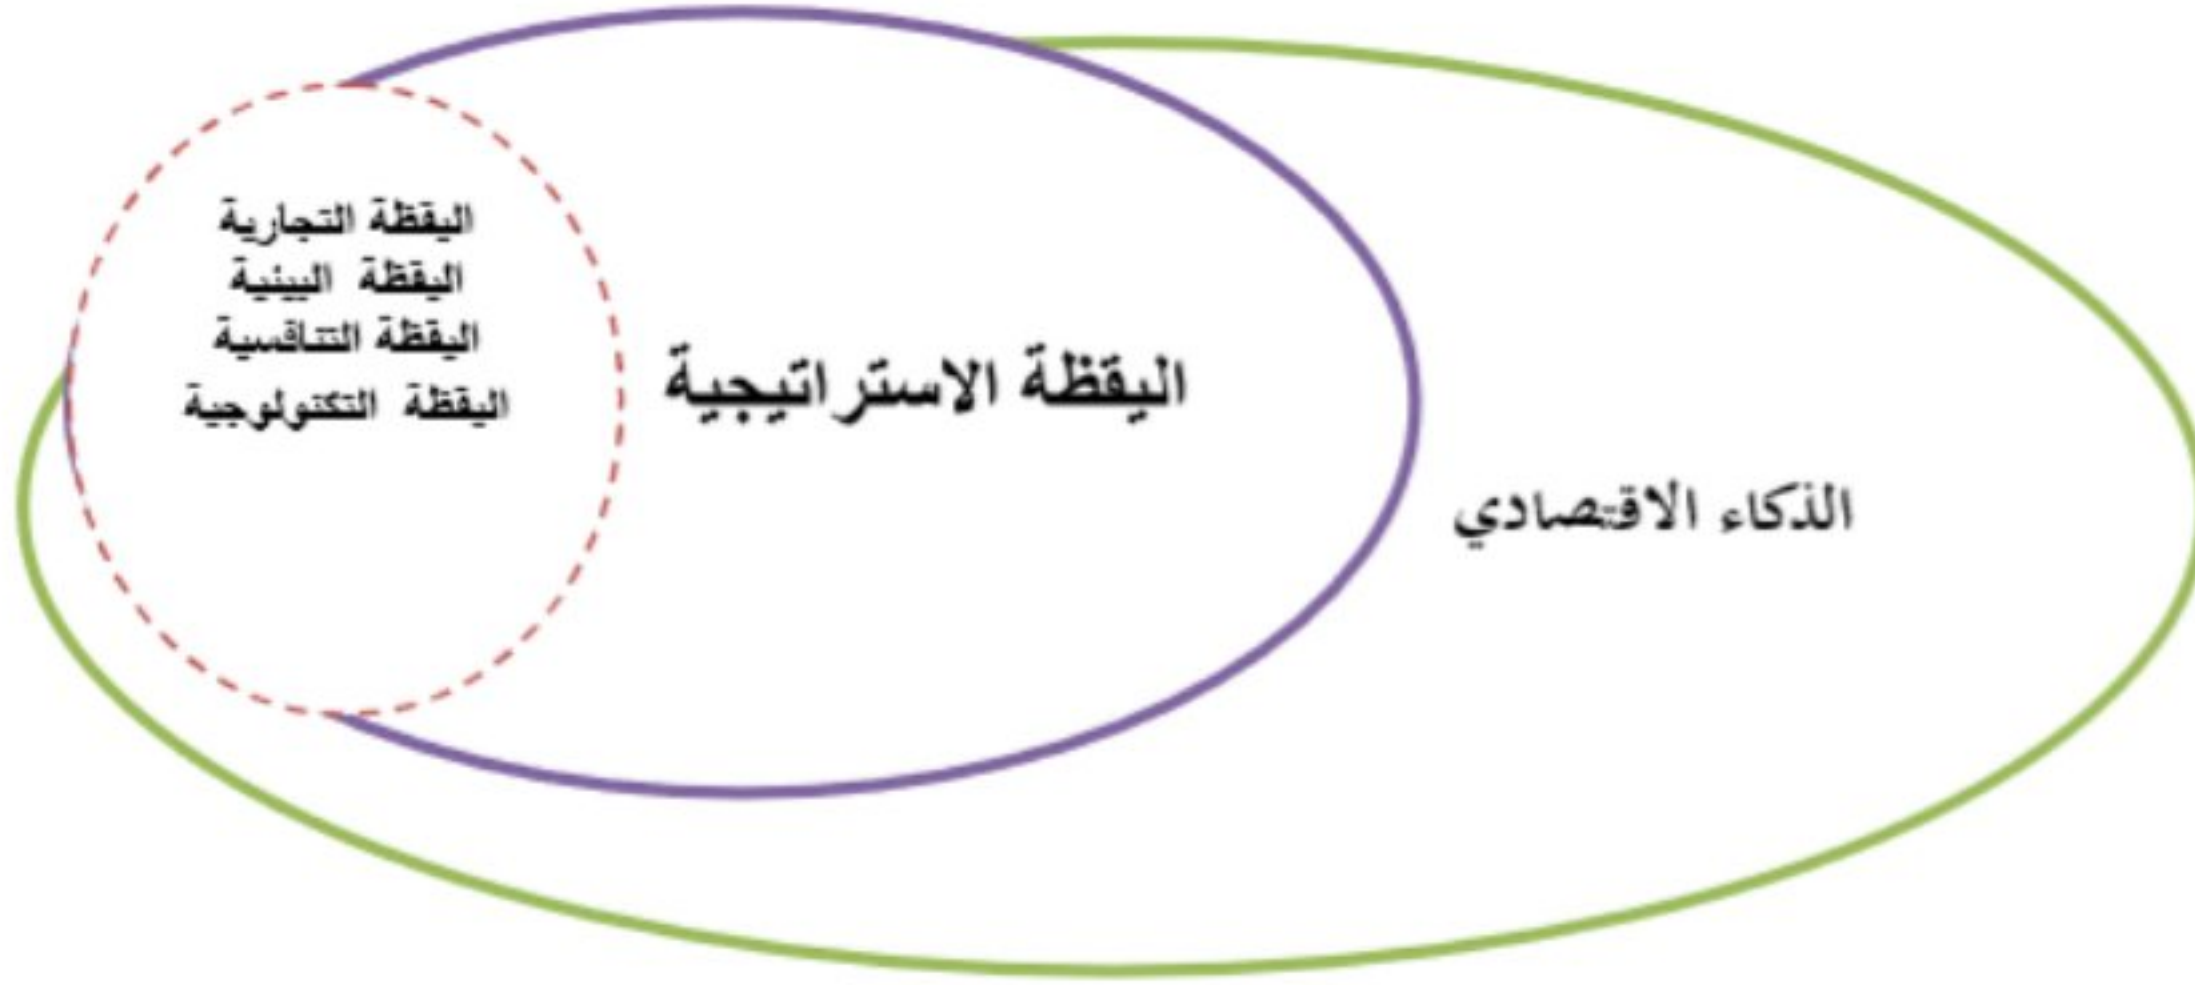 اليقظة التجارية
اليقظة البيئية
اليقظة التنافسية
اليقظة التكنولوجية
اليقظة الاستراتيجية
الذكاء الاقتصادي